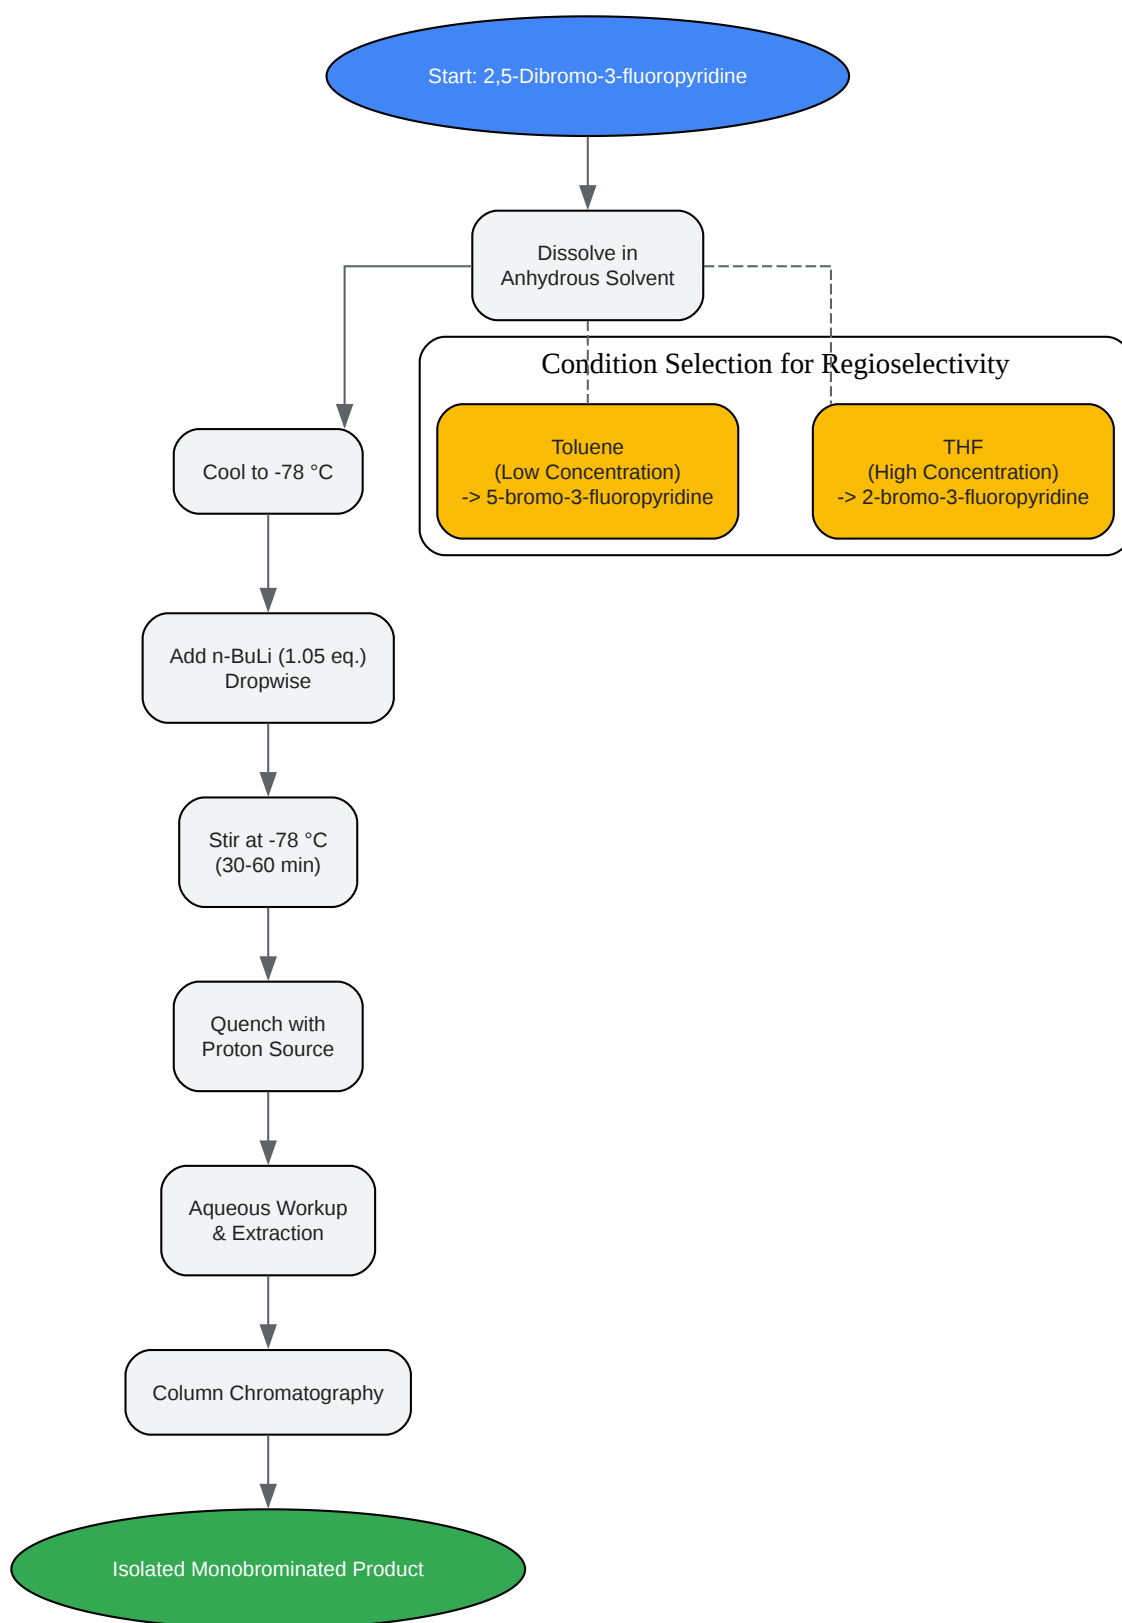 Start: 2,5-Dibromo-3-fluoropyridine
Dissolve in
Anhydrous Solvent
Condition Selection for Regioselectivity
Toluene
(Low Concentration)
-> 5-bromo-3-fluoropyridine
THF
(High Concentration)
-> 2-bromo-3-fluoropyridine
Cool to -78 °C
Add n-BuLi (1.05 eq.)
Dropwise
Stir at -78 °C
(30-60 min)
Quench with
Proton Source
Aqueous Workup
& Extraction
Column Chromatography
Isolated Monobrominated Product